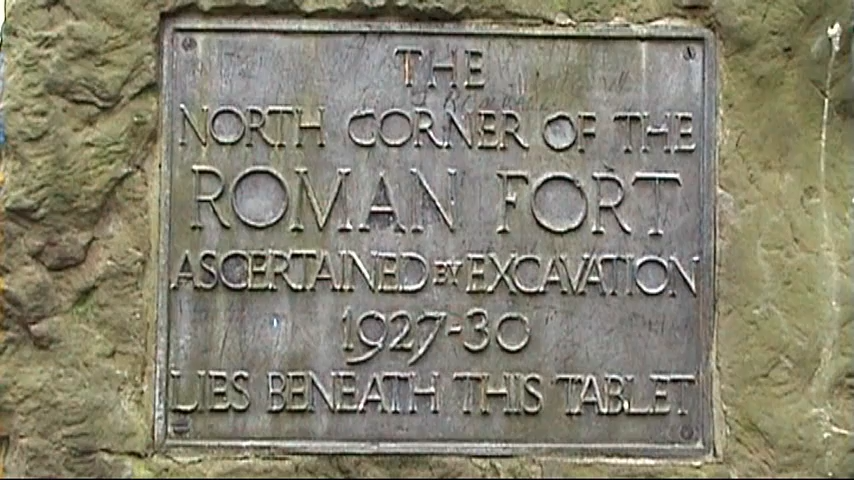 THE
NORTH CORNER OF THE
ROMAN FORT
ASCERTAINED BY EXCAVATION
1927-30
LIES BENEATH THIS TABLET